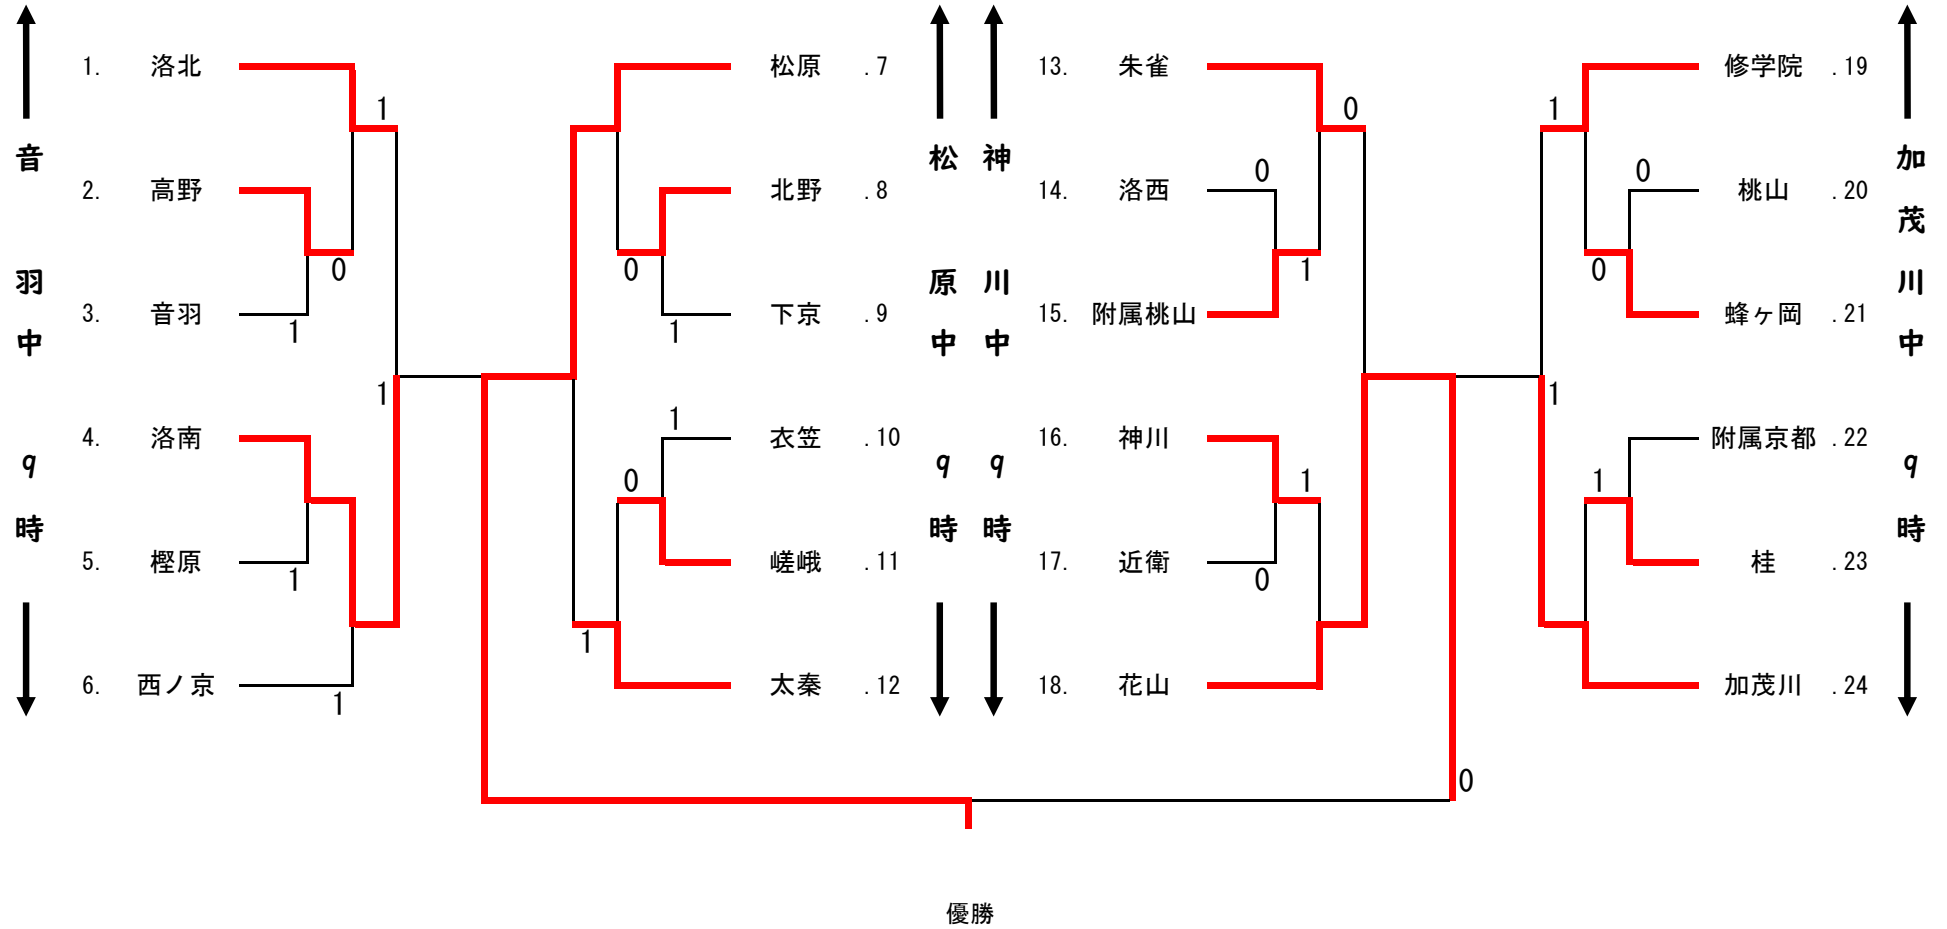 1. 洛北
2. 高野
3. 音羽
4. 洛南
5. 樫原
6. 西ノ京
音羽中 9時
1
0
1
1
1
1
松原 .7
北野 .8
下京 .9
衣笠 .10
嵯峨 .11
太秦 .12
松原中 9時
0
1
1
0
1
神川中 9時
13. 朱雀
14. 洛西
15. 附属桃山
16. 神川
17. 近衛
18. 花山
0
0
1
1
0
修学院 .19
桃山 .20
蜂ヶ岡 .21
附属京都 .22
桂 .23
加茂川 .24
加茂川中 9時
1
0
0
1
1
0
優勝